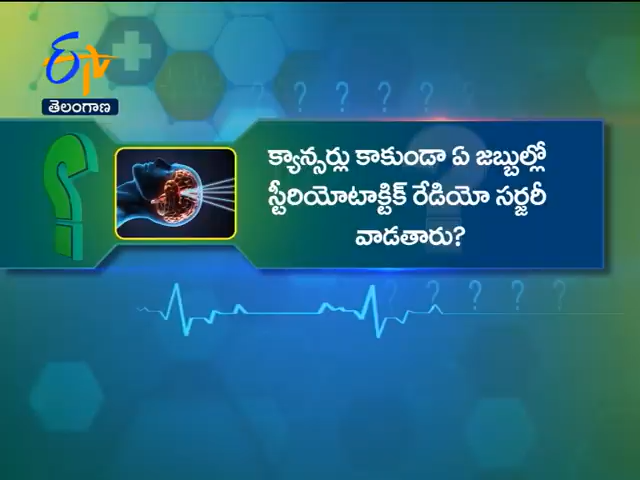 ETV
తెలంగాణ
క్యాన్సర్లు కాకుండా ఏ జబ్బుల్లో
స్టీరియోటాక్టిక్ రేడియో సర్జరీ
వాడతారు?